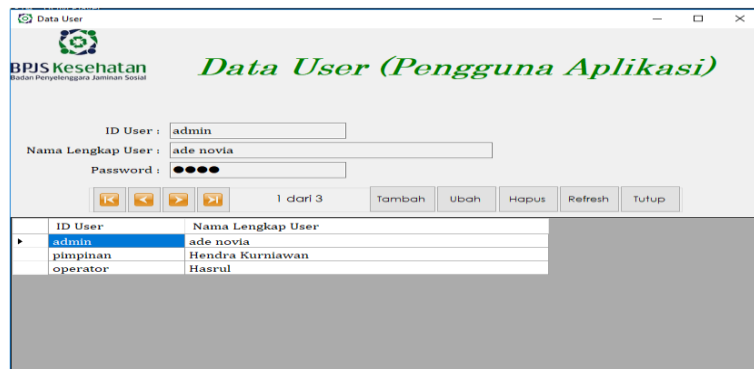 Data User
BPJS Kesehatan
Badan Penyelenggara Jaminan Sosial
Data User (Pengguna Aplikasi)
ID User : admin
Nama Lengkap User : ade novia
Password : ●●●●
1 dari 3 Tambah Ubah Hapus Refresh Tutup
ID User Nama Lengkap User
admin ade novia
pimpinan Hendra Kurniawan
operator Hasrul